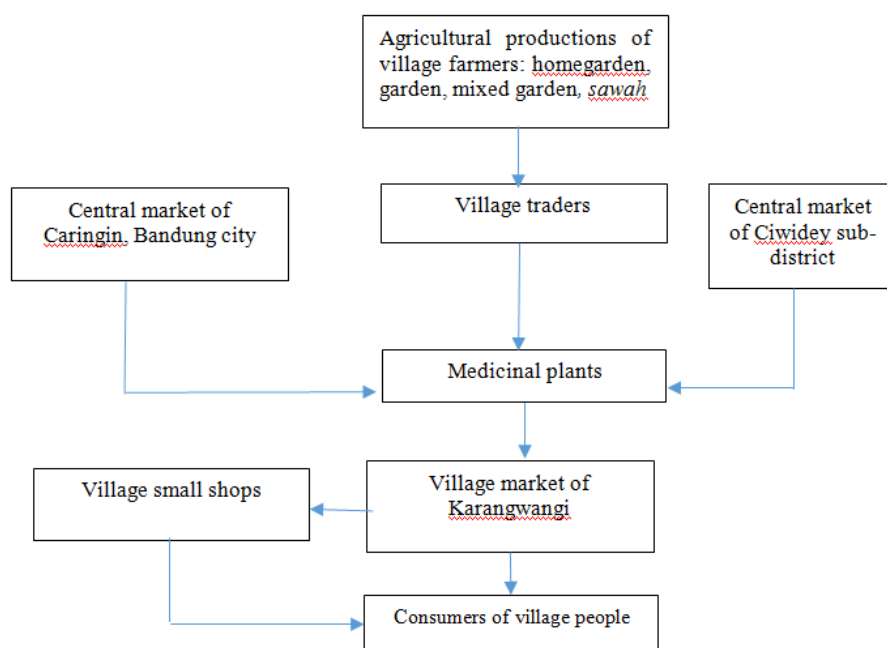 Agricultural productions of
village farmers: homegarden,
garden, mixed garden, sawah
Village traders
Central market of
Caringin, Bandung city
Central market
of Ciwidey sub-
district
Medicinal plants
Village small shops
Village market of
Karangwangi
Consumers of village people